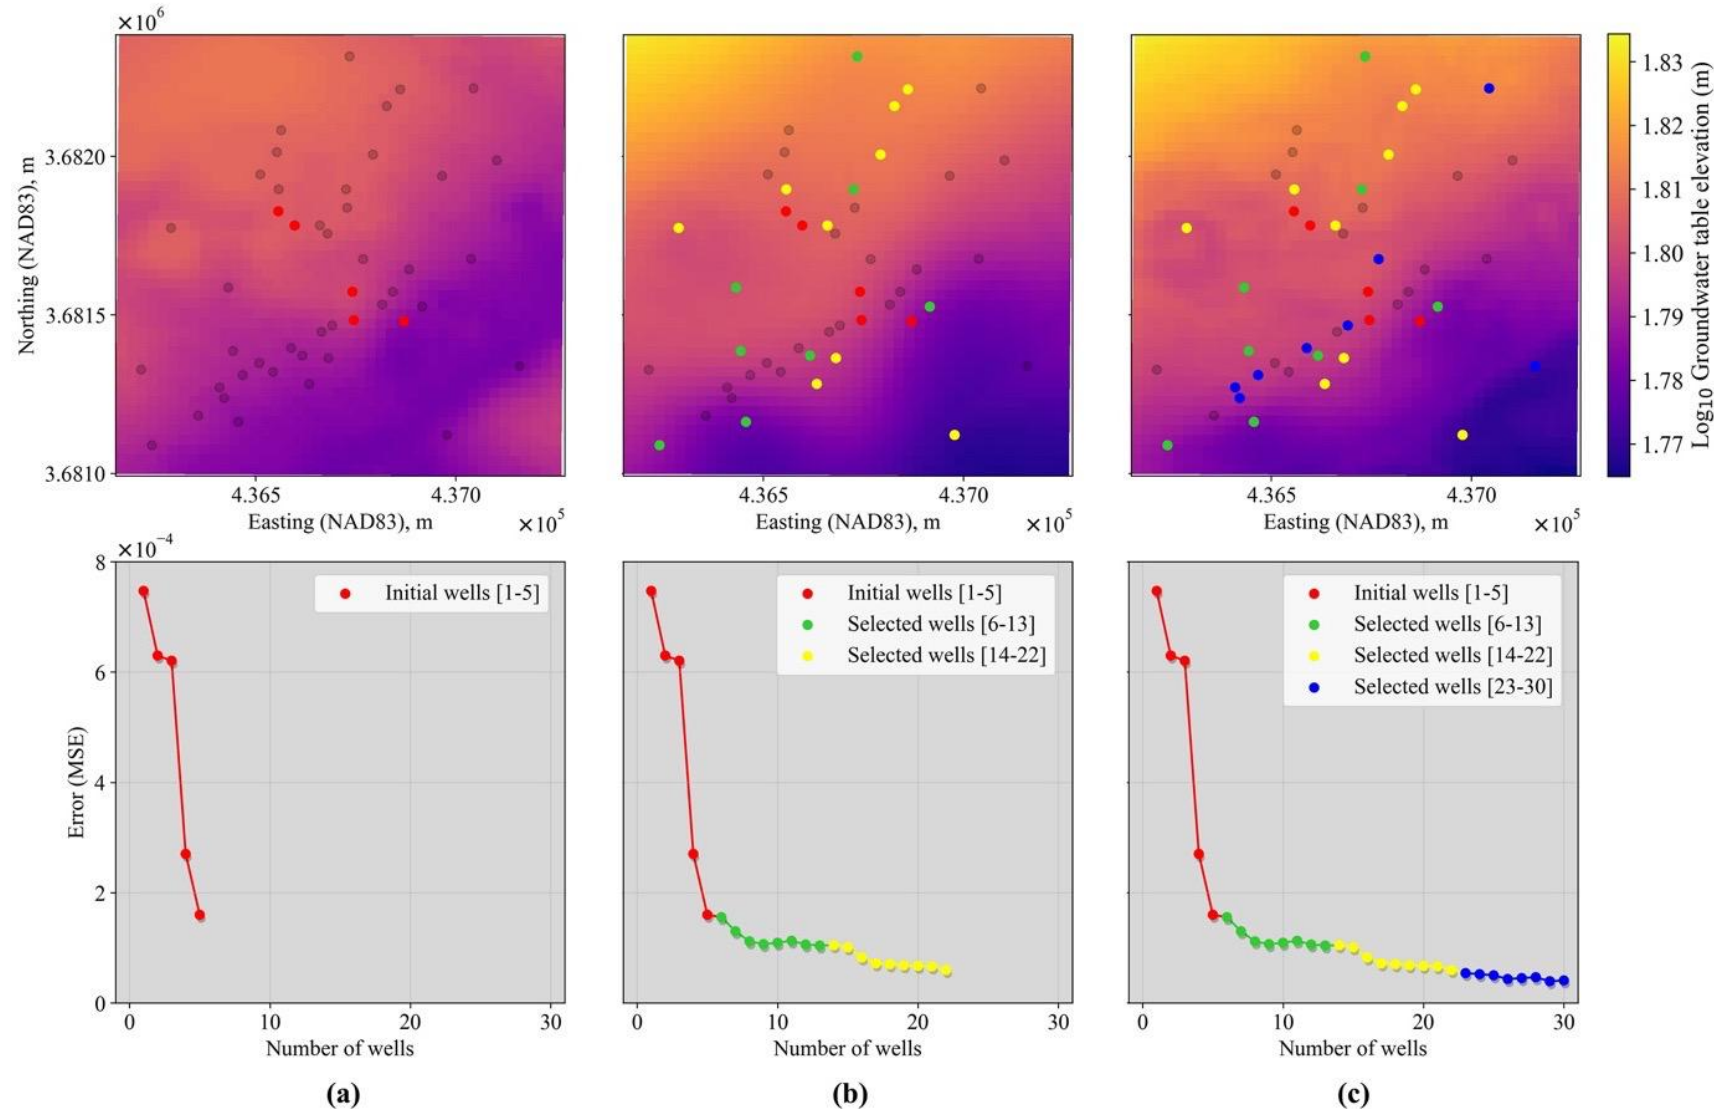 ×10⁶
3.6820
3.6815
3.6810
Northing (NAD83), m
4.365 4.370
Easting (NAD83), m ×10⁵
4.365 4.370
Easting (NAD83), m ×10⁵
4.365 4.370
Easting (NAD83), m ×10⁵
1.83
1.82
1.81
1.80
1.79
1.78
1.77
Log₁₀ Groundwater table elevation (m)
×10⁻⁴
8
6
4
2
0
Error (MSE)
Initial wells [1-5]
0 10 20 30
Number of wells
(a)
Initial wells [1-5]
Selected wells [6-13]
Selected wells [14-22]
0 10 20 30
Number of wells
(b)
Initial wells [1-5]
Selected wells [6-13]
Selected wells [14-22]
Selected wells [23-30]
0 10 20 30
Number of wells
(c)